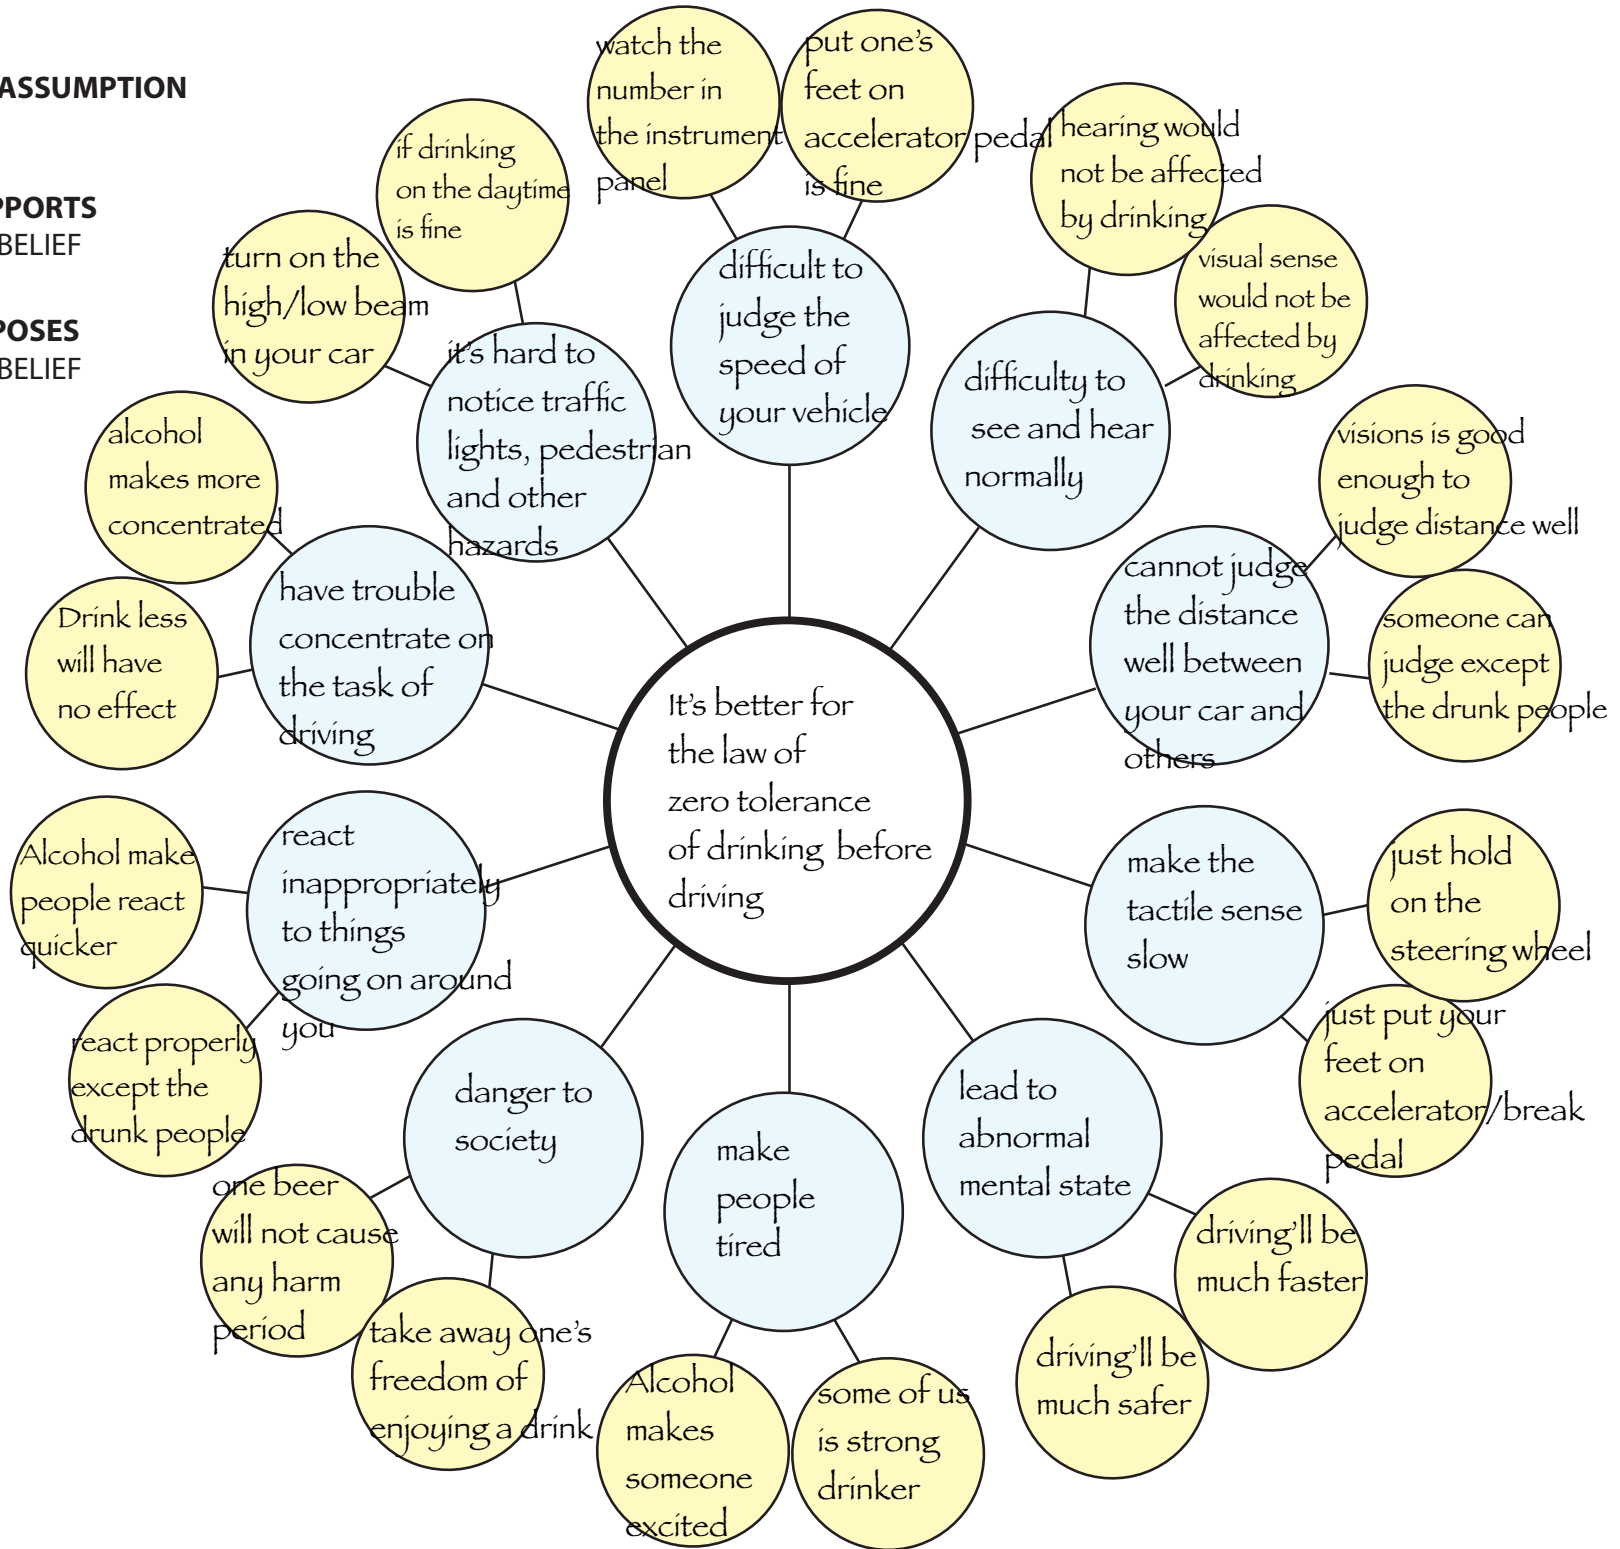 ASSUMPTION
PPORTS
BELIEF
POSES
BELIEF
watch the
number in
the instrument
panel
put one's
feet on
accelerator pedal
is fine
difficult to
judge the
speed of
your vehicle
hearing would
not be affected
by drinking
visual sense
would not be
affected by
drinking
difficulty to
see and hear
normally
visions is good
enough to
judge distance well
someone can
judge except
the drunk people
cannot judge
the distance
well between
your car and
others
just hold
on the
steering wheel
just put your
feet on
accelerator/break
pedal
make the
tactile sense
slow
driving'll be
much faster
driving'll be
much safer
lead to
abnormal
mental state
some of us
is strong
drinker
Alcohol
makes
someone
excited
make
people
tired
take away one's
freedom of
enjoying a drink
one beer
will not cause
any harm
period
danger to
society
react properly
except the
drunk people
Alcohol make
people react
quicker
react
inappropriately
to things
going on around
you
Drink less
will have
no effect
alcohol
makes more
concentrated
have trouble
concentrate on
the task of
driving
turn on the
high/low beam
in your car
if drinking
on the daytime
is fine
it's hard to
notice traffic
lights, pedestrian
and other
hazards
It's better for
the law of
zero tolerance
of drinking before
driving